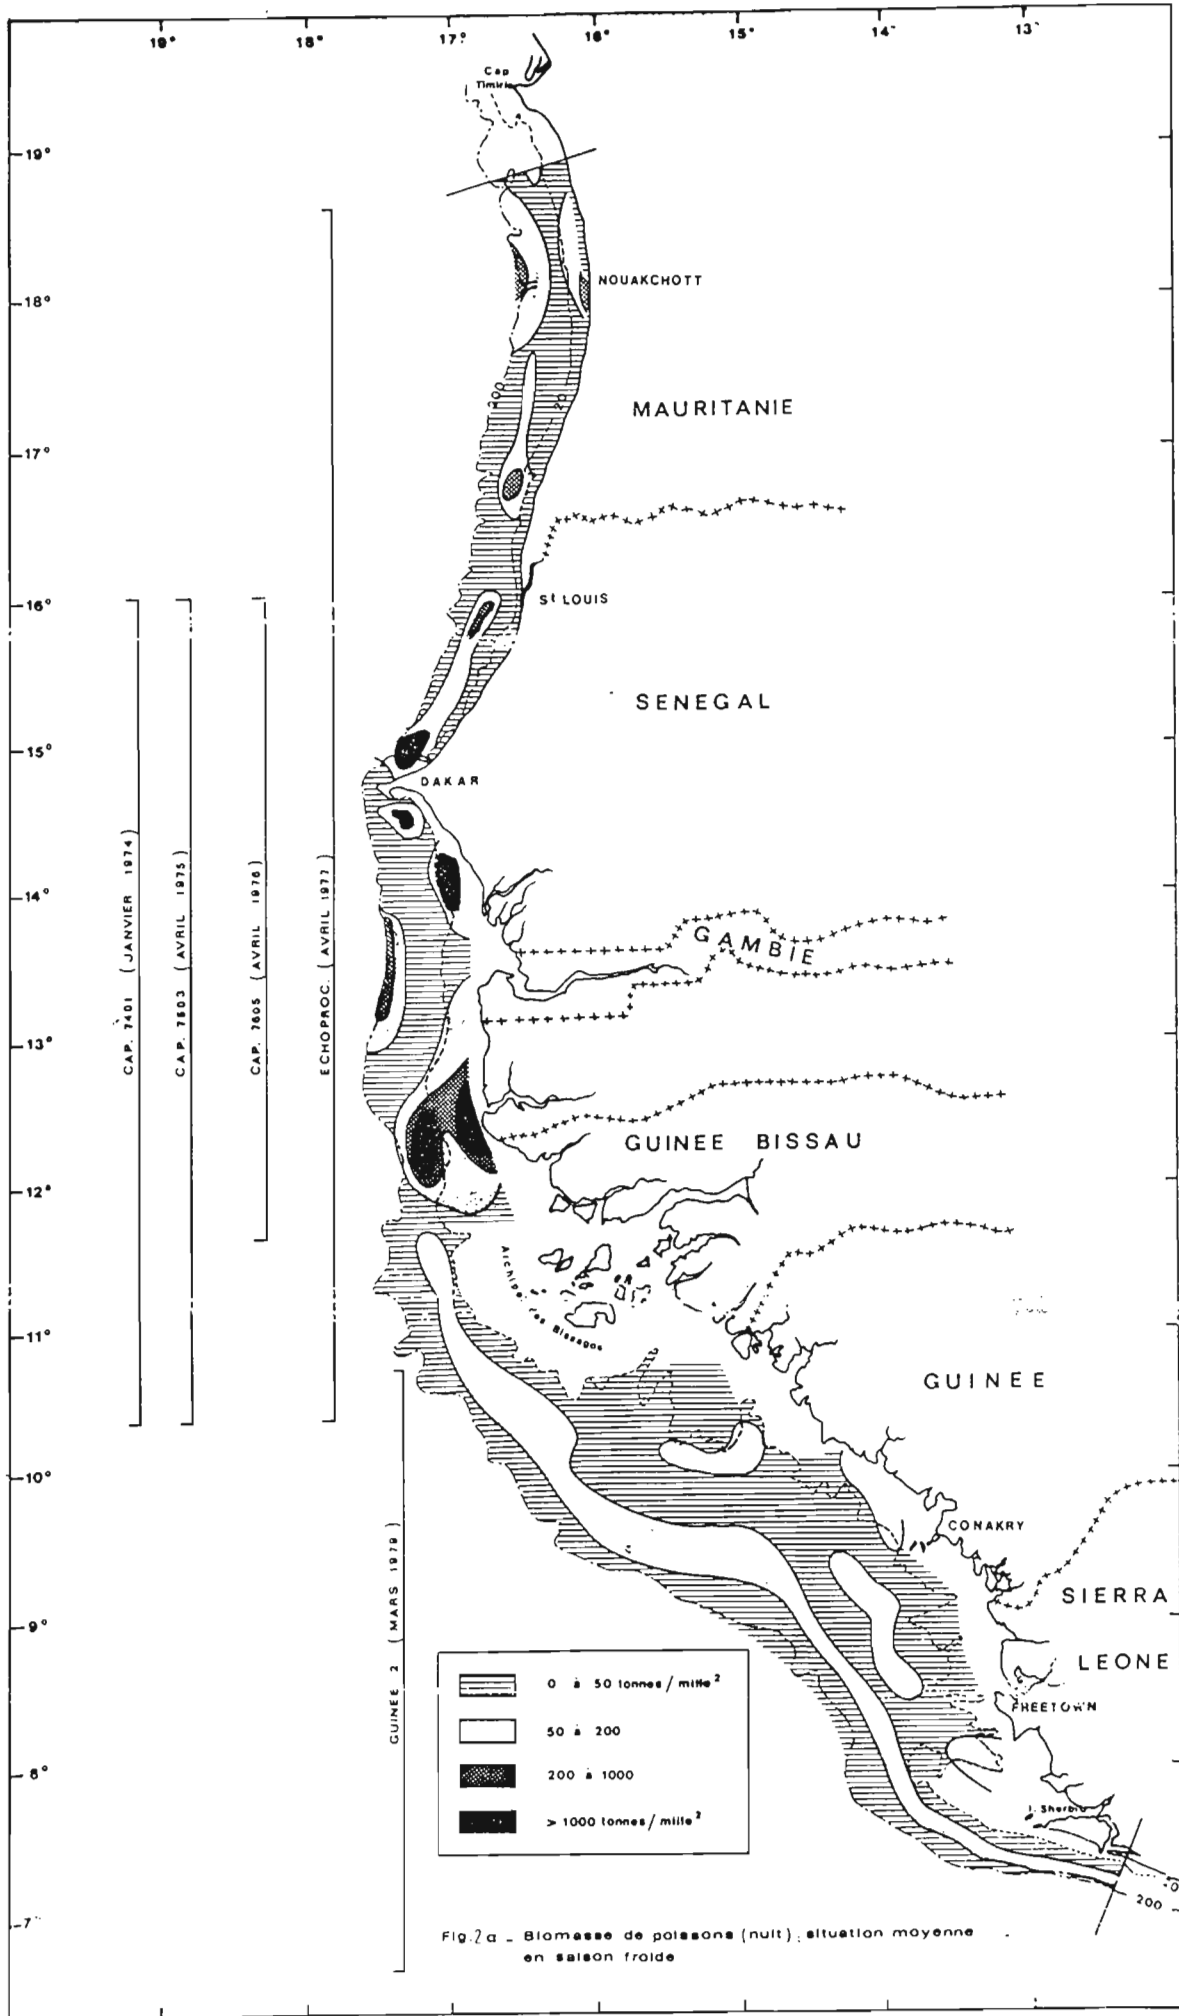 19° 18° 17° 16° 15° 14° 13°
Cap
Timiris
19°
NOUAKCHOTT
18°
200
20
MAURITANIE
17°
16°
St LOUIS
SENEGAL
15°
DAKAR
14°
GAMBIE
13°
GUINEE BISSAU
12°
Archipel des Bissagos
11°
GUINEE
10°
CONAKRY
SIERRA
9°
LEONE
FREETOWN
8°
I. Sherbro
200
7°
CAP. 7401 (JANVIER 1974)
CAP. 7503 (AVRIL 1975)
CAP. 7605 (AVRIL 1976)
ECHOPROC. (AVRIL 1977)
GUINEE 2 (MARS 1979)
0 à 50 tonnes/mille²
50 à 200
200 à 1000
> 1000 tonnes/mille²
Fig. 2a _ Biomasse de poissons (nuit); situation moyenne
en saison froide